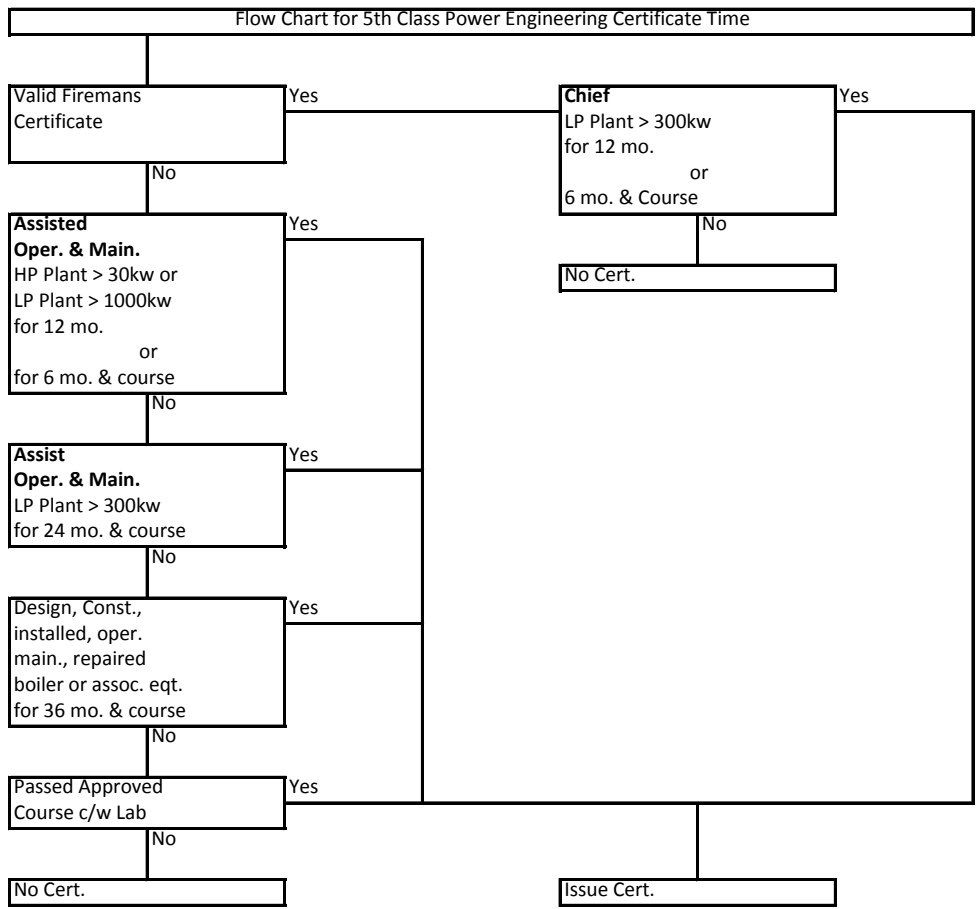 Flow Chart for 5th Class Power Engineering Certificate Time
Valid Firemans
Certificate
Yes
No
Chief
LP Plant > 300kw
for 12 mo.
or
6 mo. & Course
Yes
No
No Cert.
Assisted
Oper. & Main.
HP Plant > 30kw or
LP Plant > 1000kw
for 12 mo.
or
for 6 mo. & course
Yes
No
Assist
Oper. & Main.
LP Plant > 300kw
for 24 mo. & course
Yes
No
Design, Const.,
installed, oper.
main., repaired
boiler or assoc. eqt.
for 36 mo. & course
Yes
No
Passed Approved
Course c/w Lab
Yes
No
No Cert.
Issue Cert.